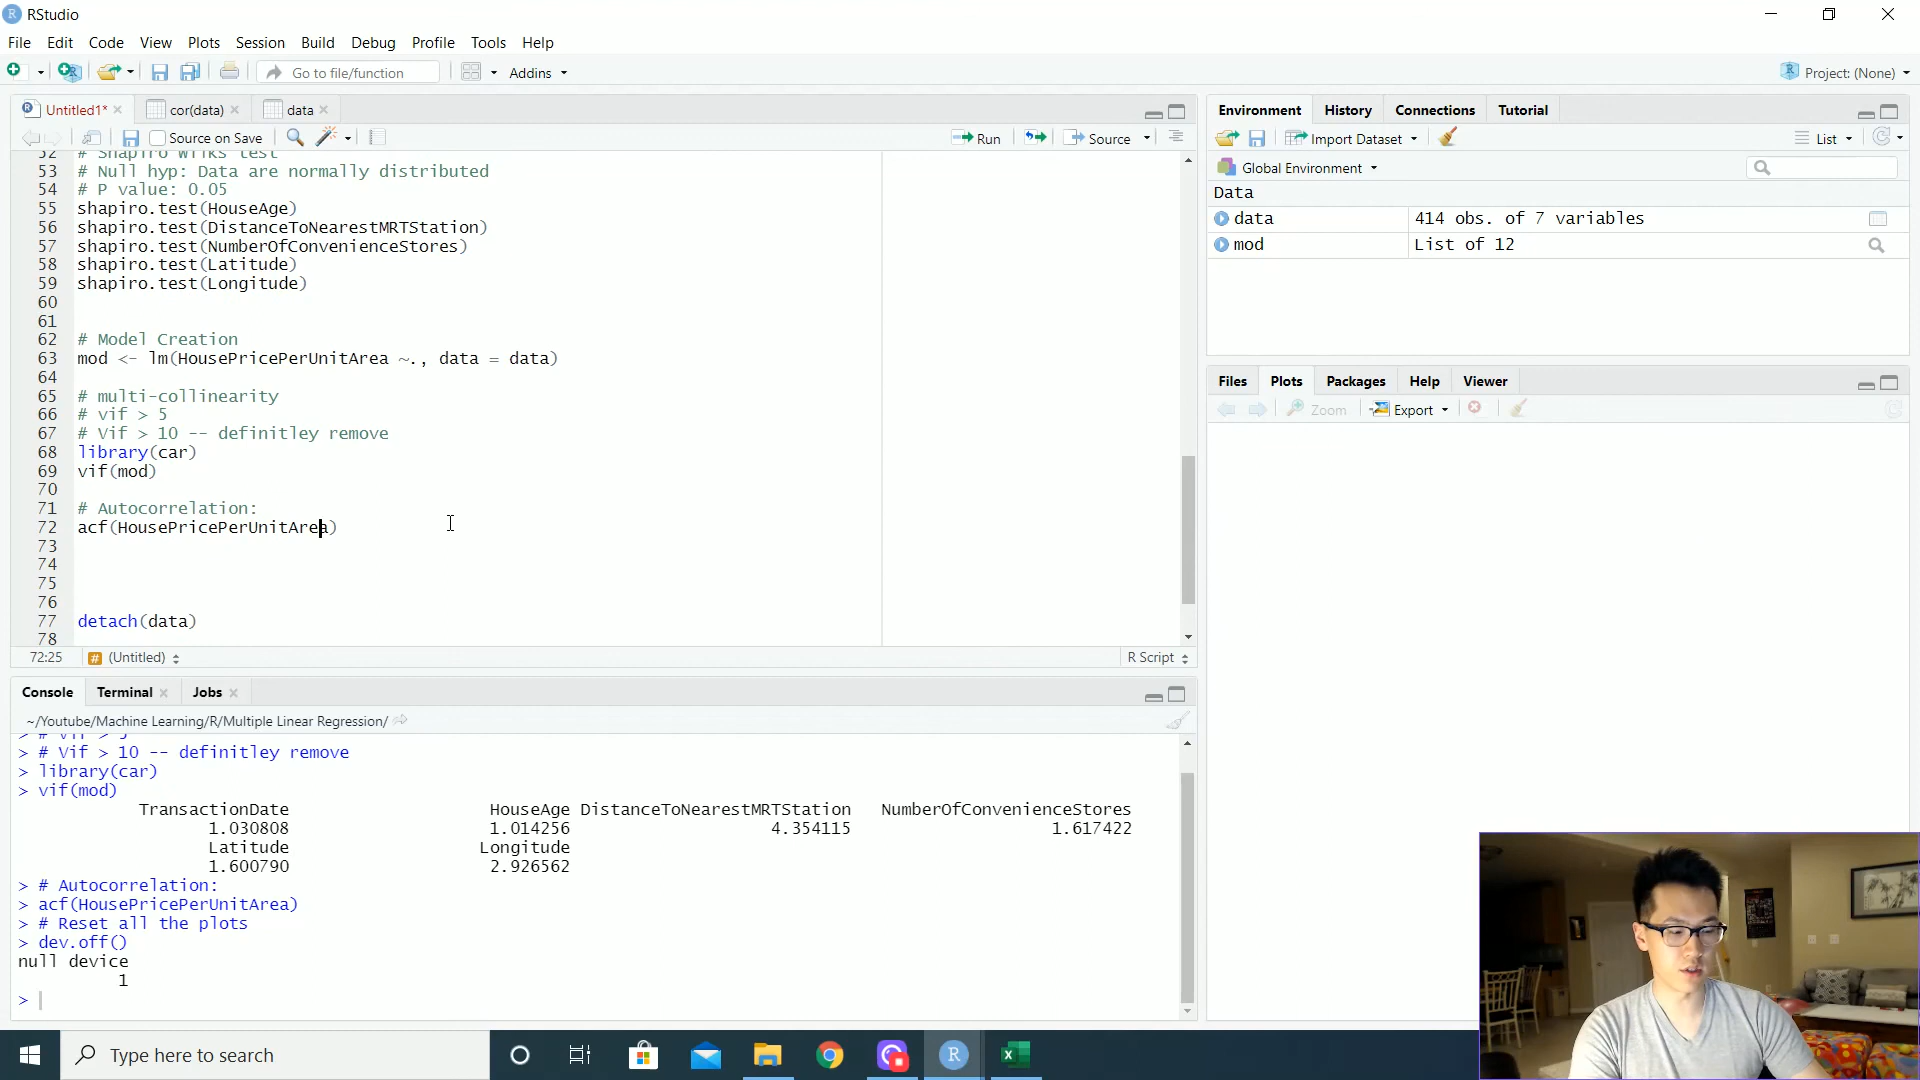 RStudio
File Edit Code View Plots Session Build Debug Profile Tools Help
Go to file/function Addins Project: (None)
Untitled1* cor(data) data
Source on Save Run Source
52 # Shapiro Wilks test
53 # Null hyp: Data are normally distributed
54 # P value: 0.05
55 shapiro.test(HouseAge)
56 shapiro.test(DistanceToNearestMRTStation)
57 shapiro.test(NumberOfConvenienceStores)
58 shapiro.test(Latitude)
59 shapiro.test(Longitude)
60
61
62 # Model Creation
63 mod <- lm(HousePricePerUnitArea ~., data = data)
64
65 # multi-collinearity
66 # vif > 5
67 # Vif > 10 -- definitley remove
68 library(car)
69 vif(mod)
70
71 # Autocorrelation:
72 acf(HousePricePerUnitArea)
73
74
75
76
77 detach(data)
78
72:25 # (Untitled) R Script
Console Terminal Jobs
~/Youtube/Machine Learning/R/Multiple Linear Regression/
> # vif > 5
> # Vif > 10 -- definitley remove
> library(car)
> vif(mod)
TransactionDate HouseAge DistanceToNearestMRTStation NumberOfConvenienceStores
1.030808 1.014256 4.354115 1.617422
Latitude Longitude
1.600790 2.926562
> # Autocorrelation:
> acf(HousePricePerUnitArea)
> # Reset all the plots
> dev.off()
null device
1
>
Environment History Connections Tutorial
Import Dataset List
Global Environment
Data
data 414 obs. of 7 variables
mod List of 12
Files Plots Packages Help Viewer
Zoom Export
Type here to search